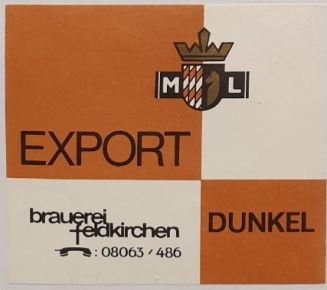 M L
EXPORT
brauerei
feldkirchen
: 08063 / 486
DUNKEL